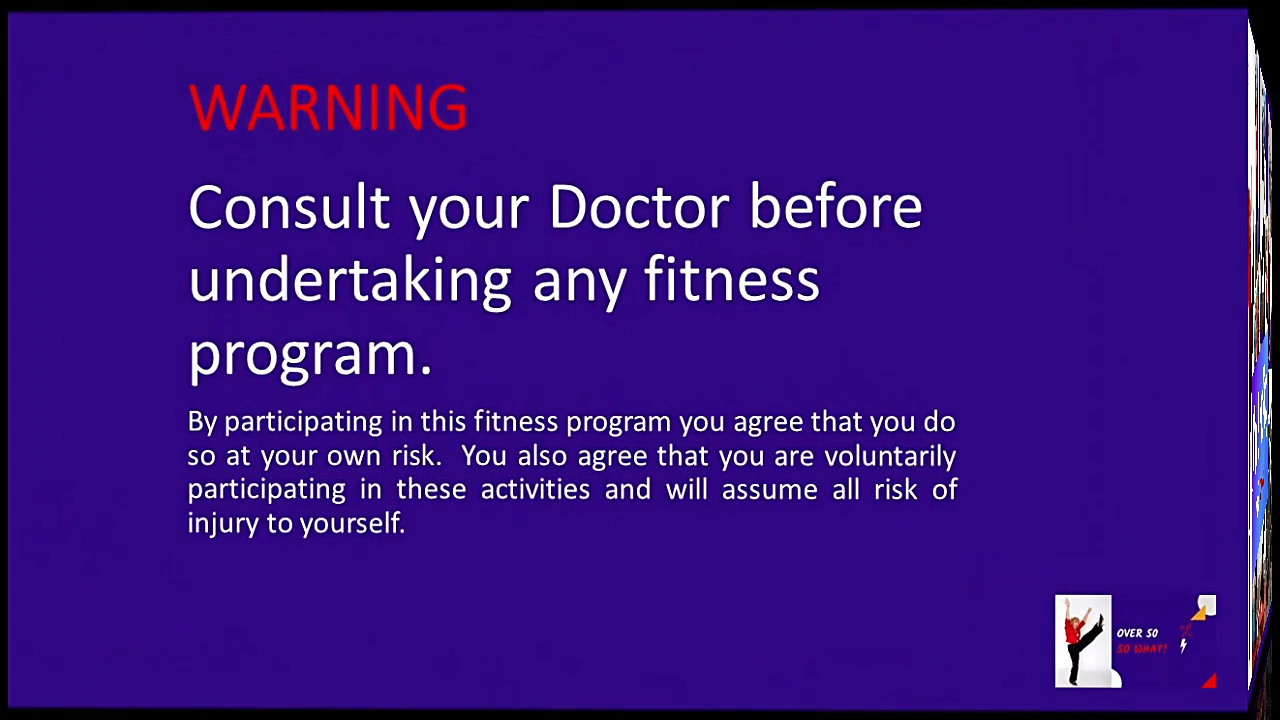 WARNING
Consult your Doctor before
undertaking any fitness
program.
By participating in this fitness program you agree that you do
so at your own risk.  You also agree that you are voluntarily
participating in these activities and will assume all risk of
injury to yourself.
OVER 50
SO WHAT!